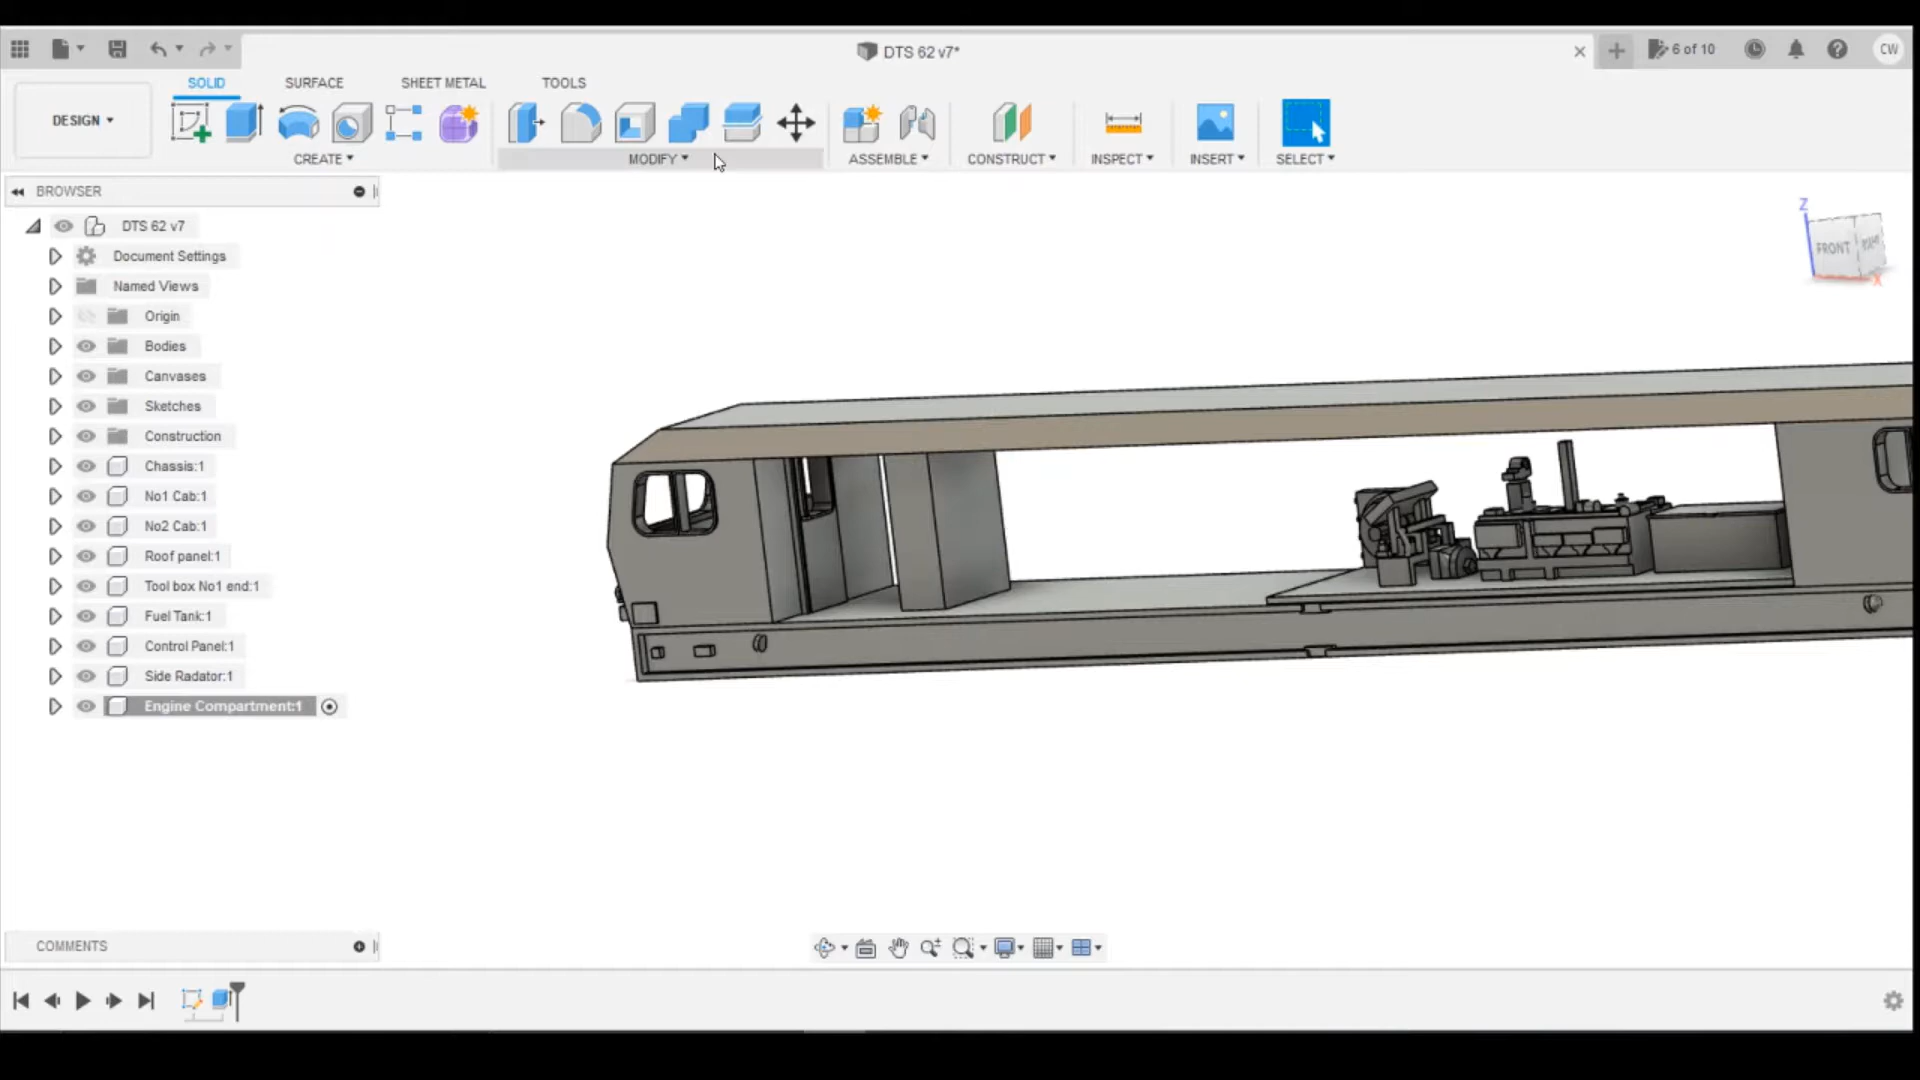 DTS 62 v7*
6 of 10
CW
SOLID
SURFACE
SHEET METAL
TOOLS
DESIGN
CREATE
MODIFY
ASSEMBLE
CONSTRUCT
INSPECT
INSERT
SELECT
BROWSER
DTS 62 v7
Document Settings
Named Views
Origin
Bodies
Canvases
Sketches
Construction
Chassis:1
No1 Cab:1
No2 Cab:1
Roof panel:1
Tool box No1 end:1
Fuel Tank:1
Control Panel:1
Side Radator:1
Engine Compartment:1
Z
FRONT
X
COMMENTS